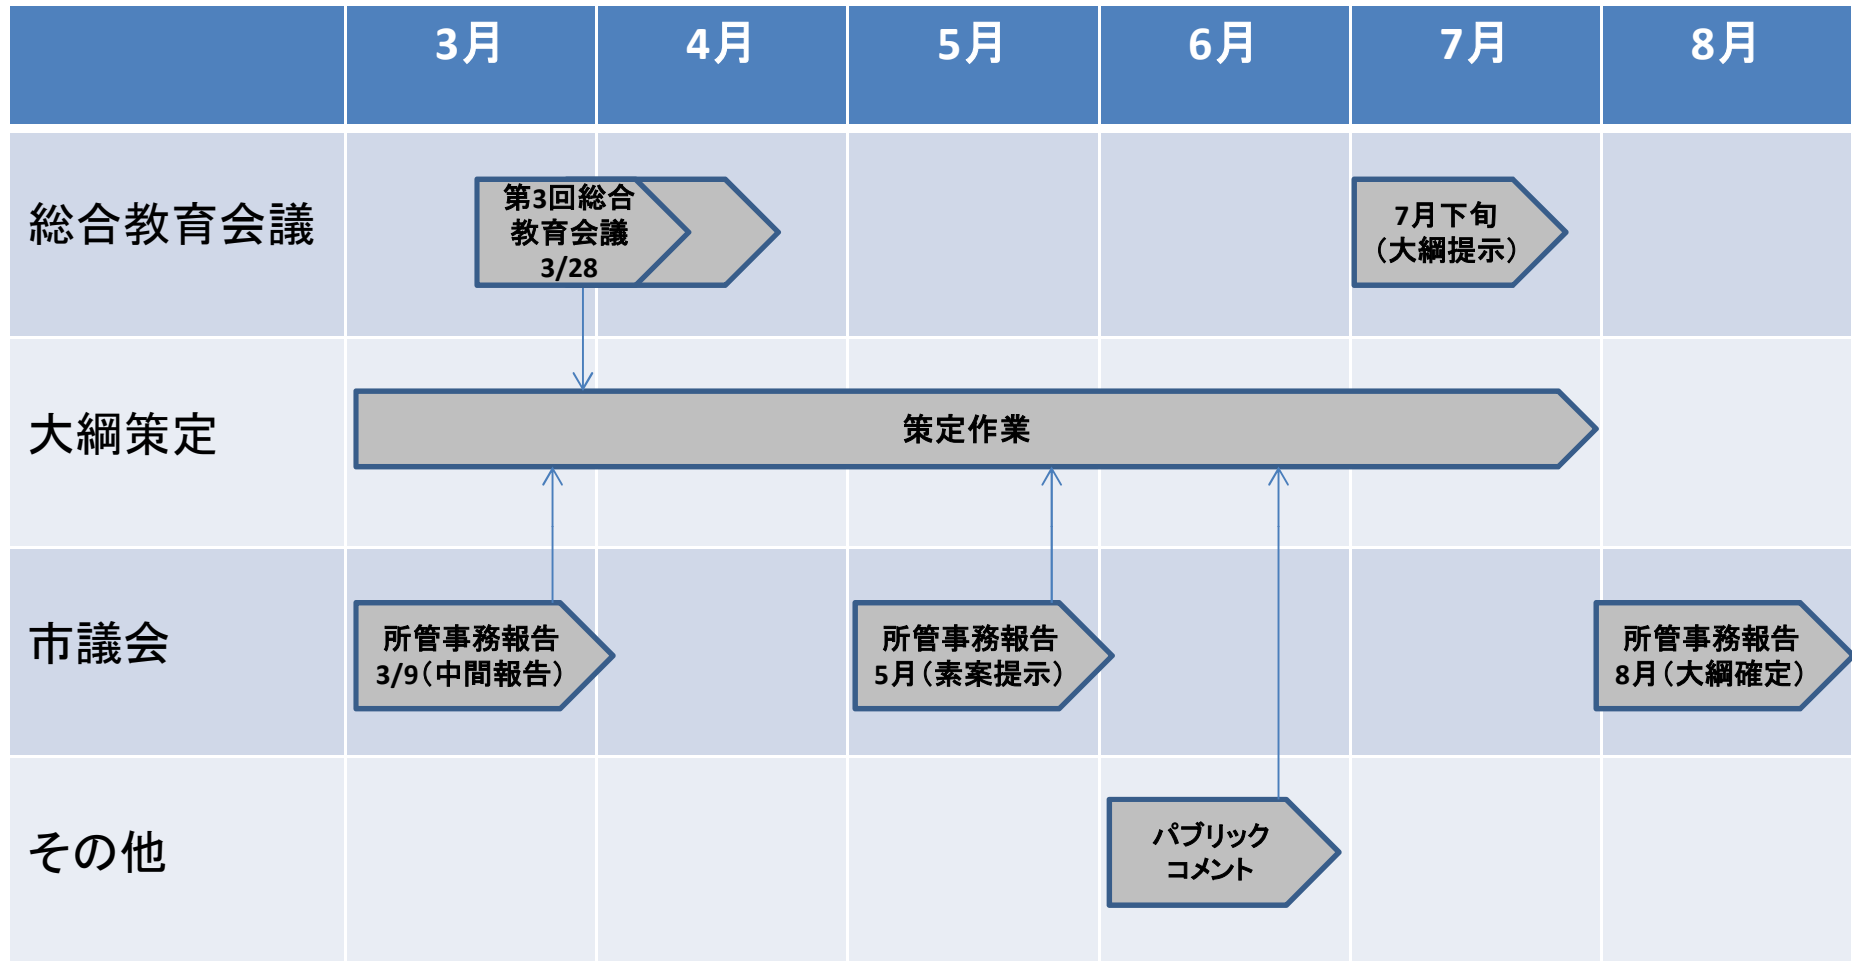 3月
4月
5月
6月
7月
8月
総合教育会議
第3回総合
教育会議
3/28
7月下旬
（大綱提示）
大綱策定
策定作業
市議会
所管事務報告
3/9（中間報告）
所管事務報告
5月（素案提示）
所管事務報告
8月（大綱確定）
その他
パブリック
コメント